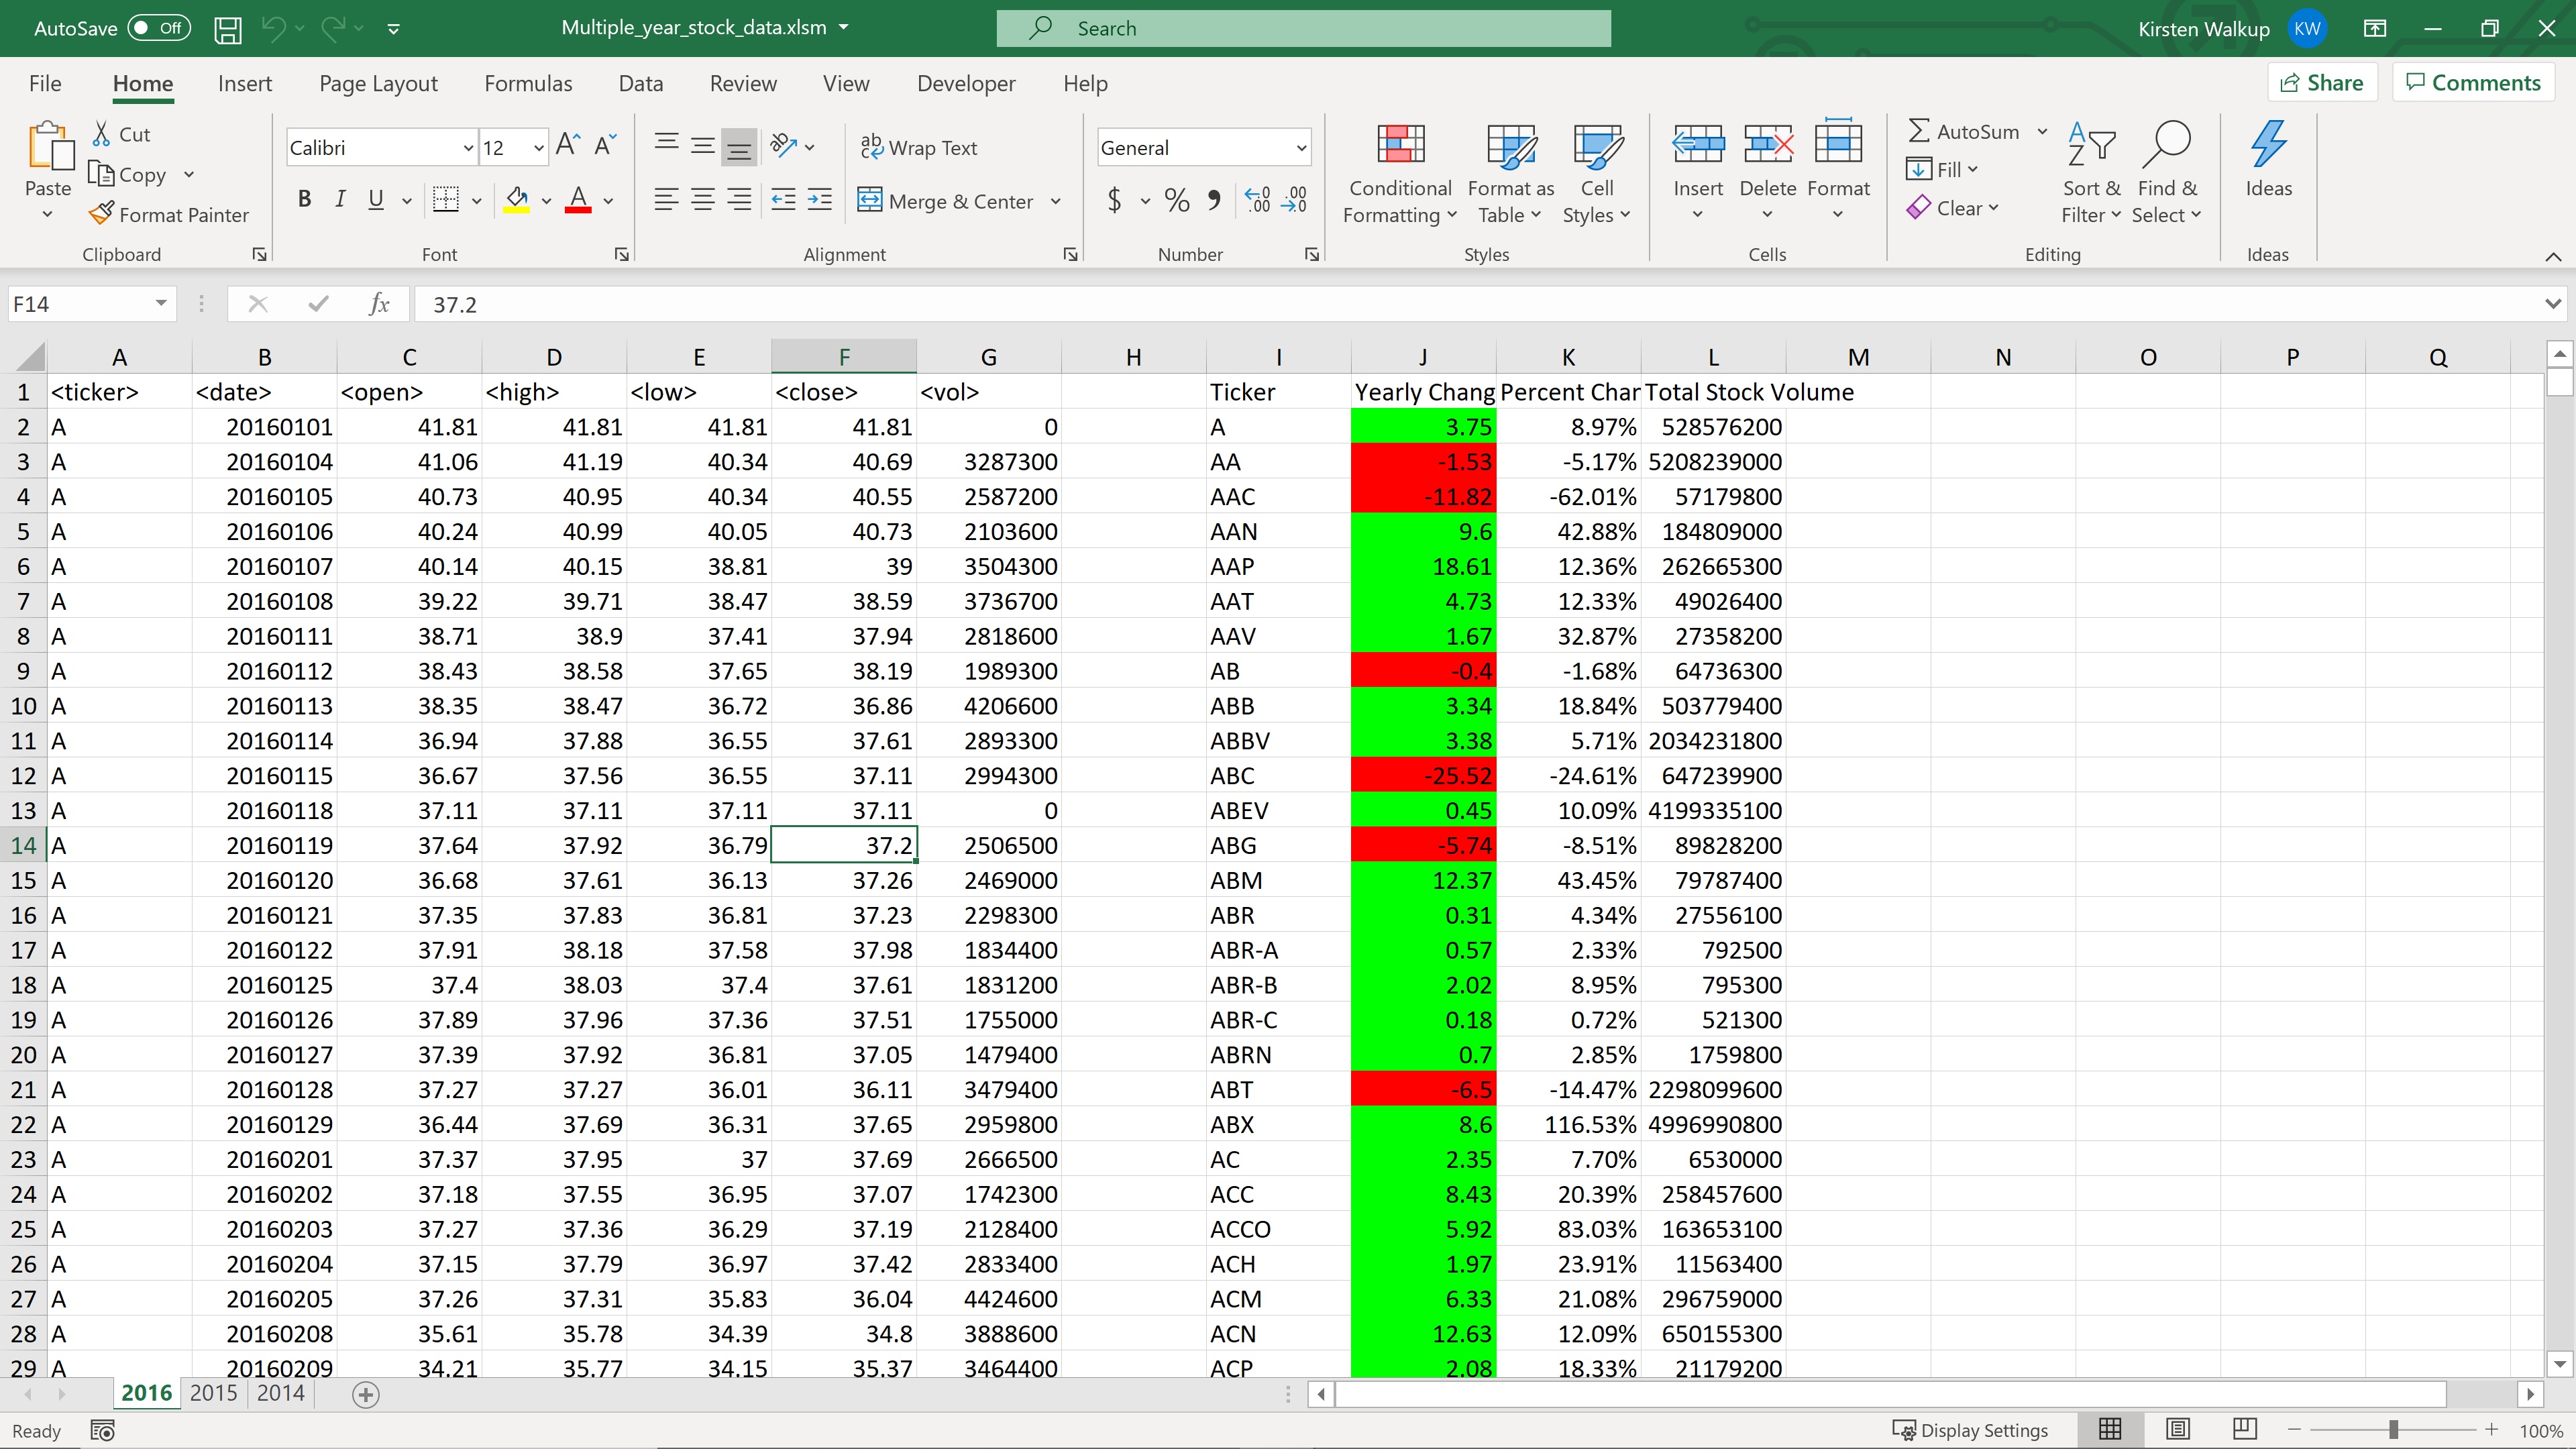 AutoSave Off Multiple_year_stock_data.xlsm Search Kirsten Walkup KW
File Home Insert Page Layout Formulas Data Review View Developer Help Share Comments
Paste Cut Copy Format Painter
Calibri 12
B I U
ab Wrap Text
Merge & Center
General
$ % 9 .00 .0
Conditional Formatting Format as Table Cell Styles
Insert Delete Format
AutoSum Fill Clear
Sort & Filter Find & Select
Ideas
Clipboard Font Alignment Number Styles Cells Editing Ideas
F14 fx 37.2
A B C D E F G H I J K L M N O P Q
1 <ticker> <date> <open> <high> <low> <close> <vol> Ticker Yearly Chang Percent Char Total Stock Volume
2 A 20160101 41.81 41.81 41.81 41.81 0 A 3.75 8.97% 528576200
3 A 20160104 41.06 41.19 40.34 40.69 3287300 AA -1.53 -5.17% 5208239000
4 A 20160105 40.73 40.95 40.34 40.55 2587200 AAC -11.82 -62.01% 57179800
5 A 20160106 40.24 40.99 40.05 40.73 2103600 AAN 9.6 42.88% 184809000
6 A 20160107 40.14 40.15 38.81 39 3504300 AAP 18.61 12.36% 262665300
7 A 20160108 39.22 39.71 38.47 38.59 3736700 AAT 4.73 12.33% 49026400
8 A 20160111 38.71 38.9 37.41 37.94 2818600 AAV 1.67 32.87% 27358200
9 A 20160112 38.43 38.58 37.65 38.19 1989300 AB -0.4 -1.68% 64736300
10 A 20160113 38.35 38.47 36.72 36.86 4206600 ABB 3.34 18.84% 503779400
11 A 20160114 36.94 37.88 36.55 37.61 2893300 ABBV 3.38 5.71% 2034231800
12 A 20160115 36.67 37.56 36.55 37.11 2994300 ABC -25.52 -24.61% 647239900
13 A 20160118 37.11 37.11 37.11 37.11 0 ABEV 0.45 10.09% 4199335100
14 A 20160119 37.64 37.92 36.79 37.2 2506500 ABG -5.74 -8.51% 89828200
15 A 20160120 36.68 37.61 36.13 37.26 2469000 ABM 12.37 43.45% 79787400
16 A 20160121 37.35 37.83 36.81 37.23 2298300 ABR 0.31 4.34% 27556100
17 A 20160122 37.91 38.18 37.58 37.98 1834400 ABR-A 0.57 2.33% 792500
18 A 20160125 37.4 38.03 37.4 37.61 1831200 ABR-B 2.02 8.95% 795300
19 A 20160126 37.89 37.96 37.36 37.51 1755000 ABR-C 0.18 0.72% 521300
20 A 20160127 37.39 37.92 36.81 37.05 1479400 ABRN 0.7 2.85% 1759800
21 A 20160128 37.27 37.27 36.01 36.11 3479400 ABT -6.5 -14.47% 2298099600
22 A 20160129 36.44 37.69 36.31 37.65 2959800 ABX 8.6 116.53% 4996990800
23 A 20160201 37.37 37.95 37 37.69 2666500 AC 2.35 7.70% 6530000
24 A 20160202 37.18 37.55 36.95 37.07 1742300 ACC 8.43 20.39% 258457600
25 A 20160203 37.27 37.36 36.29 37.19 2128400 ACCO 5.92 83.03% 163653100
26 A 20160204 37.15 37.79 36.97 37.42 2833400 ACH 1.97 23.91% 11563400
27 A 20160205 37.26 37.31 35.83 36.04 4424600 ACM 6.33 21.08% 296759000
28 A 20160208 35.61 35.78 34.39 34.8 3888600 ACN 12.63 12.09% 650155300
29 A 20160209 34.21 35.77 34.15 35.37 3464400 ACP 2.08 18.33% 21179200
2016 2015 2014
Ready Display Settings 100%